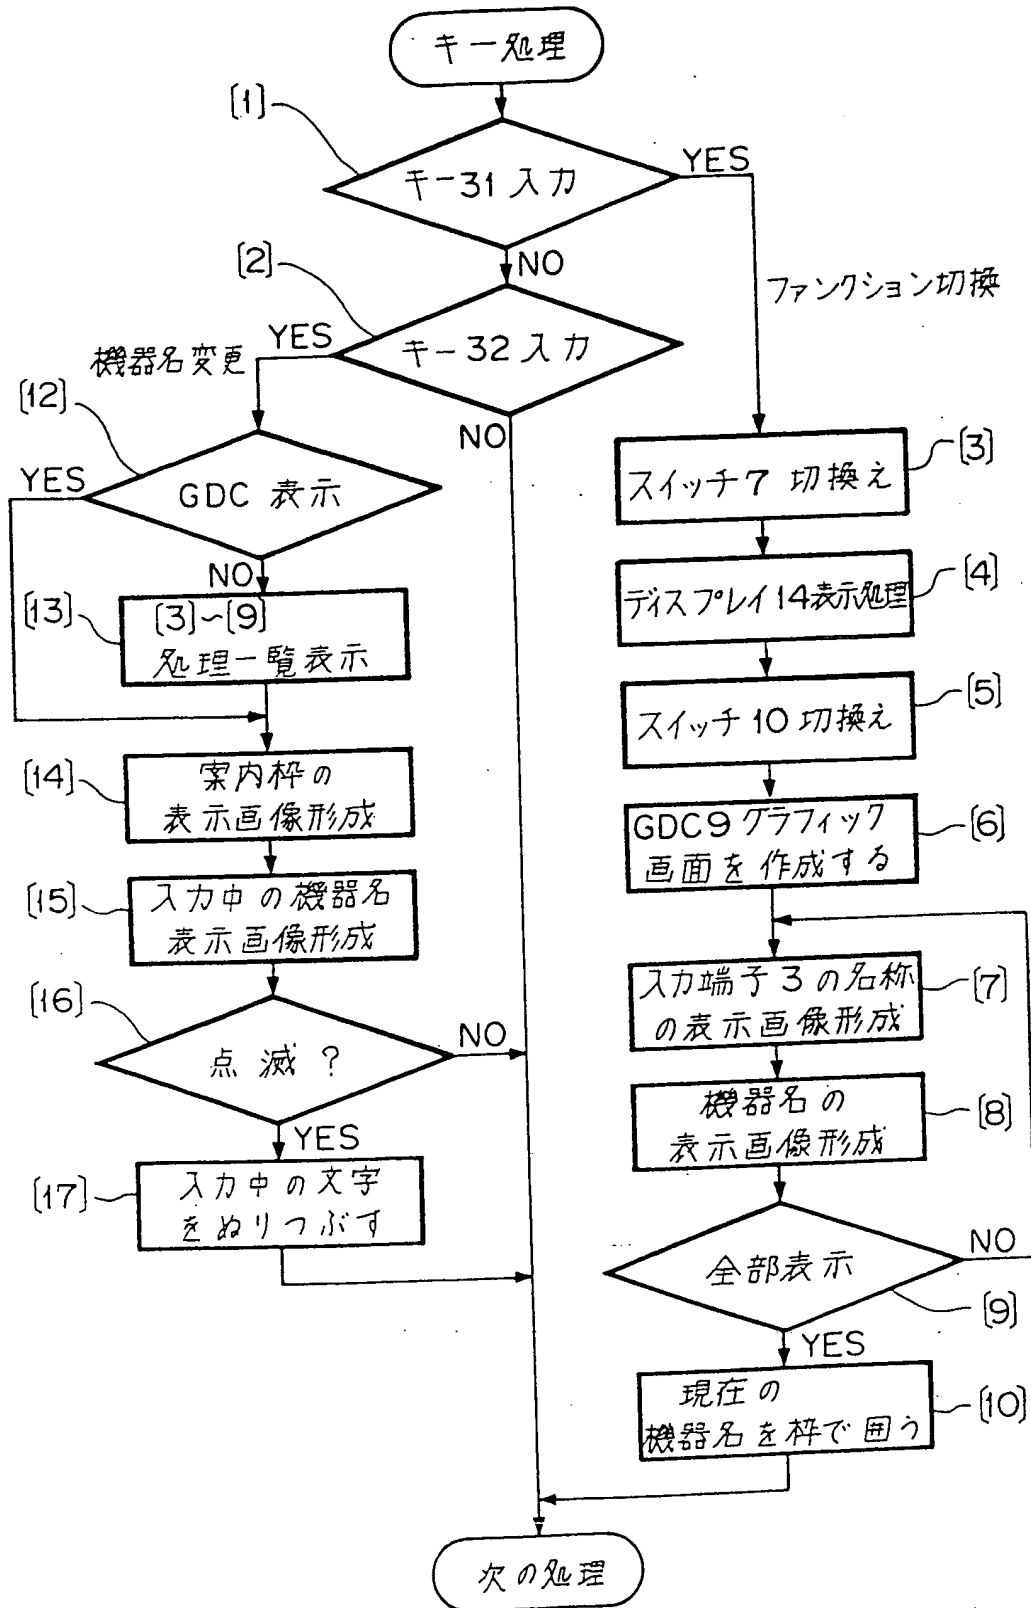 キー処理
[1]
キー31入力
YES
NO
ファンクション切換
[2]
キー32入力
YES
機器名変更
NO
[12]
YES
GDC 表示
NO
[13]
[3]~[9]
処理一覧表示
[14]
案内枠の
表示画像形成
[15]
入力中の機器名
表示画像形成
[16]
点滅?
NO
YES
[17]
入力中の文字
をぬりつぶす
スイッチ7 切換え
[3]
ディスプレイ14表示処理
[4]
スイッチ10切換え
[5]
GDC9グラフィック
画面を作成する
[6]
入力端子3の名称
の表示画像形成
[7]
機器名の
表示画像形成
[8]
全部表示
NO
[9]
YES
現在の
機器名を枠で囲う
[10]
次の処理